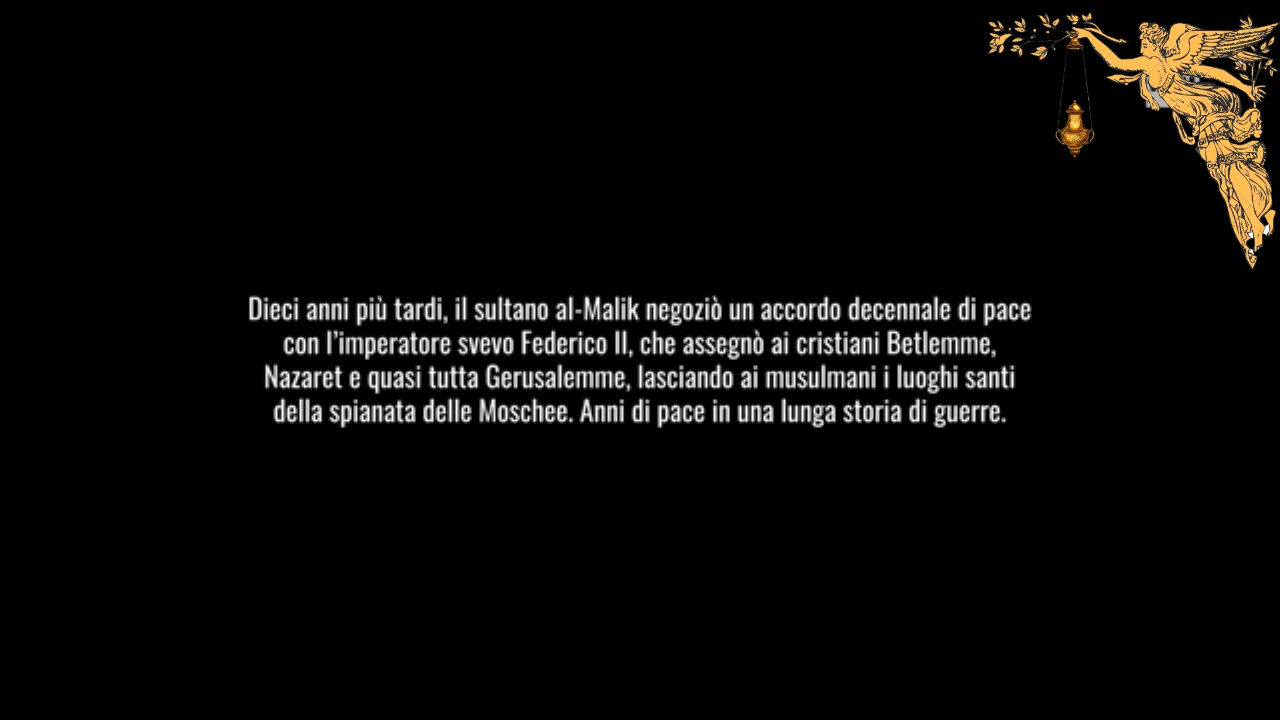 Dieci anni più tardi, il sultano al-Malik negoziò un accordo decennale di pace
con l’imperatore svevo Federico II, che assegnò ai cristiani Betlemme,
Nazaret e quasi tutta Gerusalemme, lasciando ai musulmani i luoghi santi
della spianata delle Moschee. Anni di pace in una lunga storia di guerre.